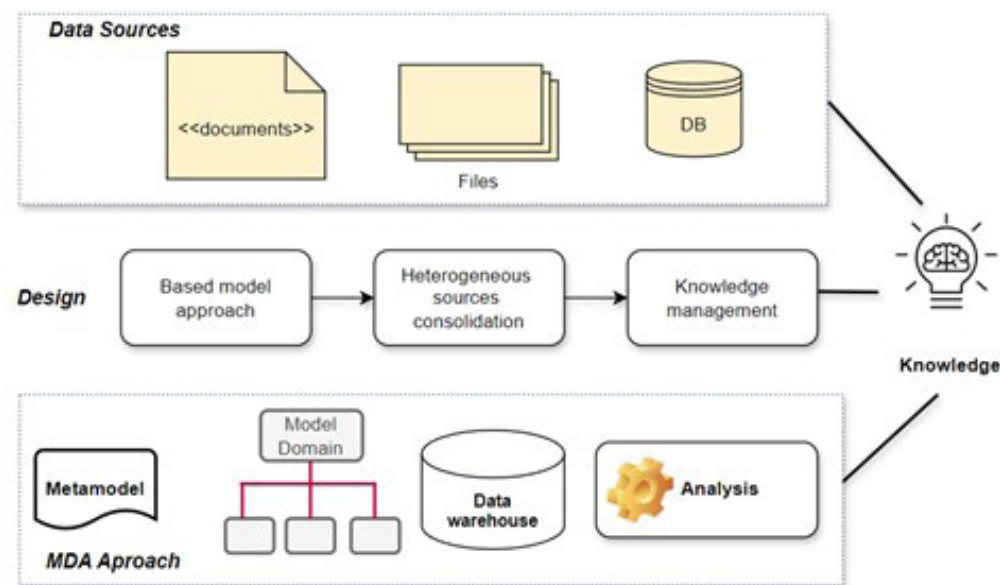 Data Sources
<<documents>>
Files
DB
Design
Based model
approach
Heterogeneous
sources
consolidation
Knowledge
management
Knowledge
Metamodel
Model
Domain
Data
warehouse
Analysis
MDA Aproach